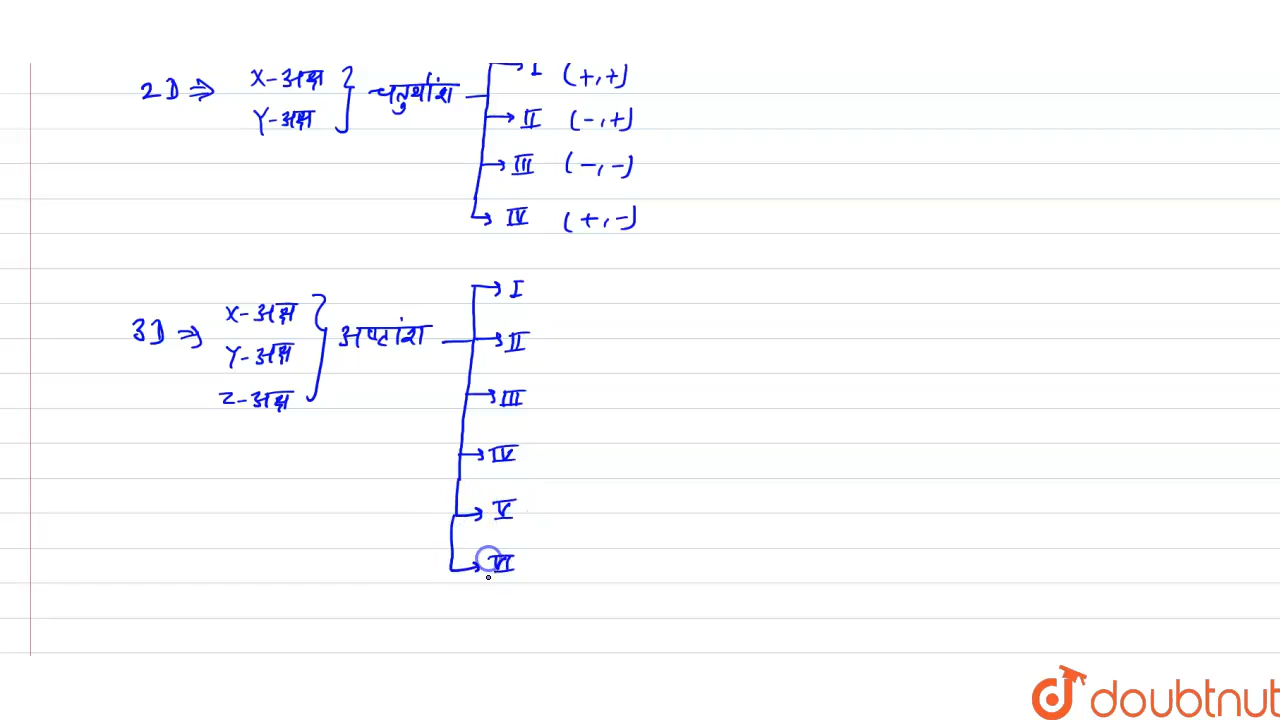 2D ⇒ X-अक्ष Y-अक्ष } चतुर्थांश
→ I (+,+)
→ II (-,+)
→ III (-,-)
→ IV (+,-)
3D ⇒ X-अक्ष Y-अक्ष Z-अक्ष } अष्टांश
→ I
→ II
→ III
→ IV
→ V
→ VI
doubtnut